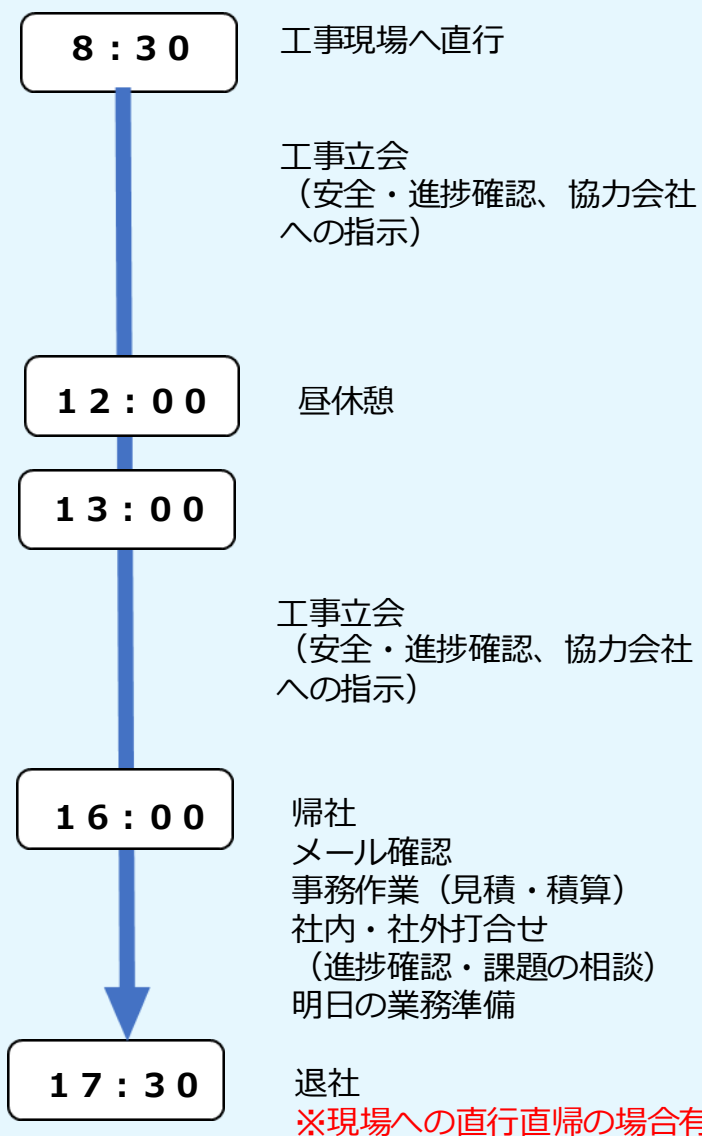 8：30
工事現場へ直行
工事立会
（安全・進捗確認、協力会社
への指示）
12：00
昼休憩
13：00
工事立会
（安全・進捗確認、協力会社
への指示）
16：00
帰社
メール確認
事務作業（見積・積算）
社内・社外打合せ
（進捗確認・課題の相談）
明日の業務準備
17：30
退社
※現場への直行直帰の場合有